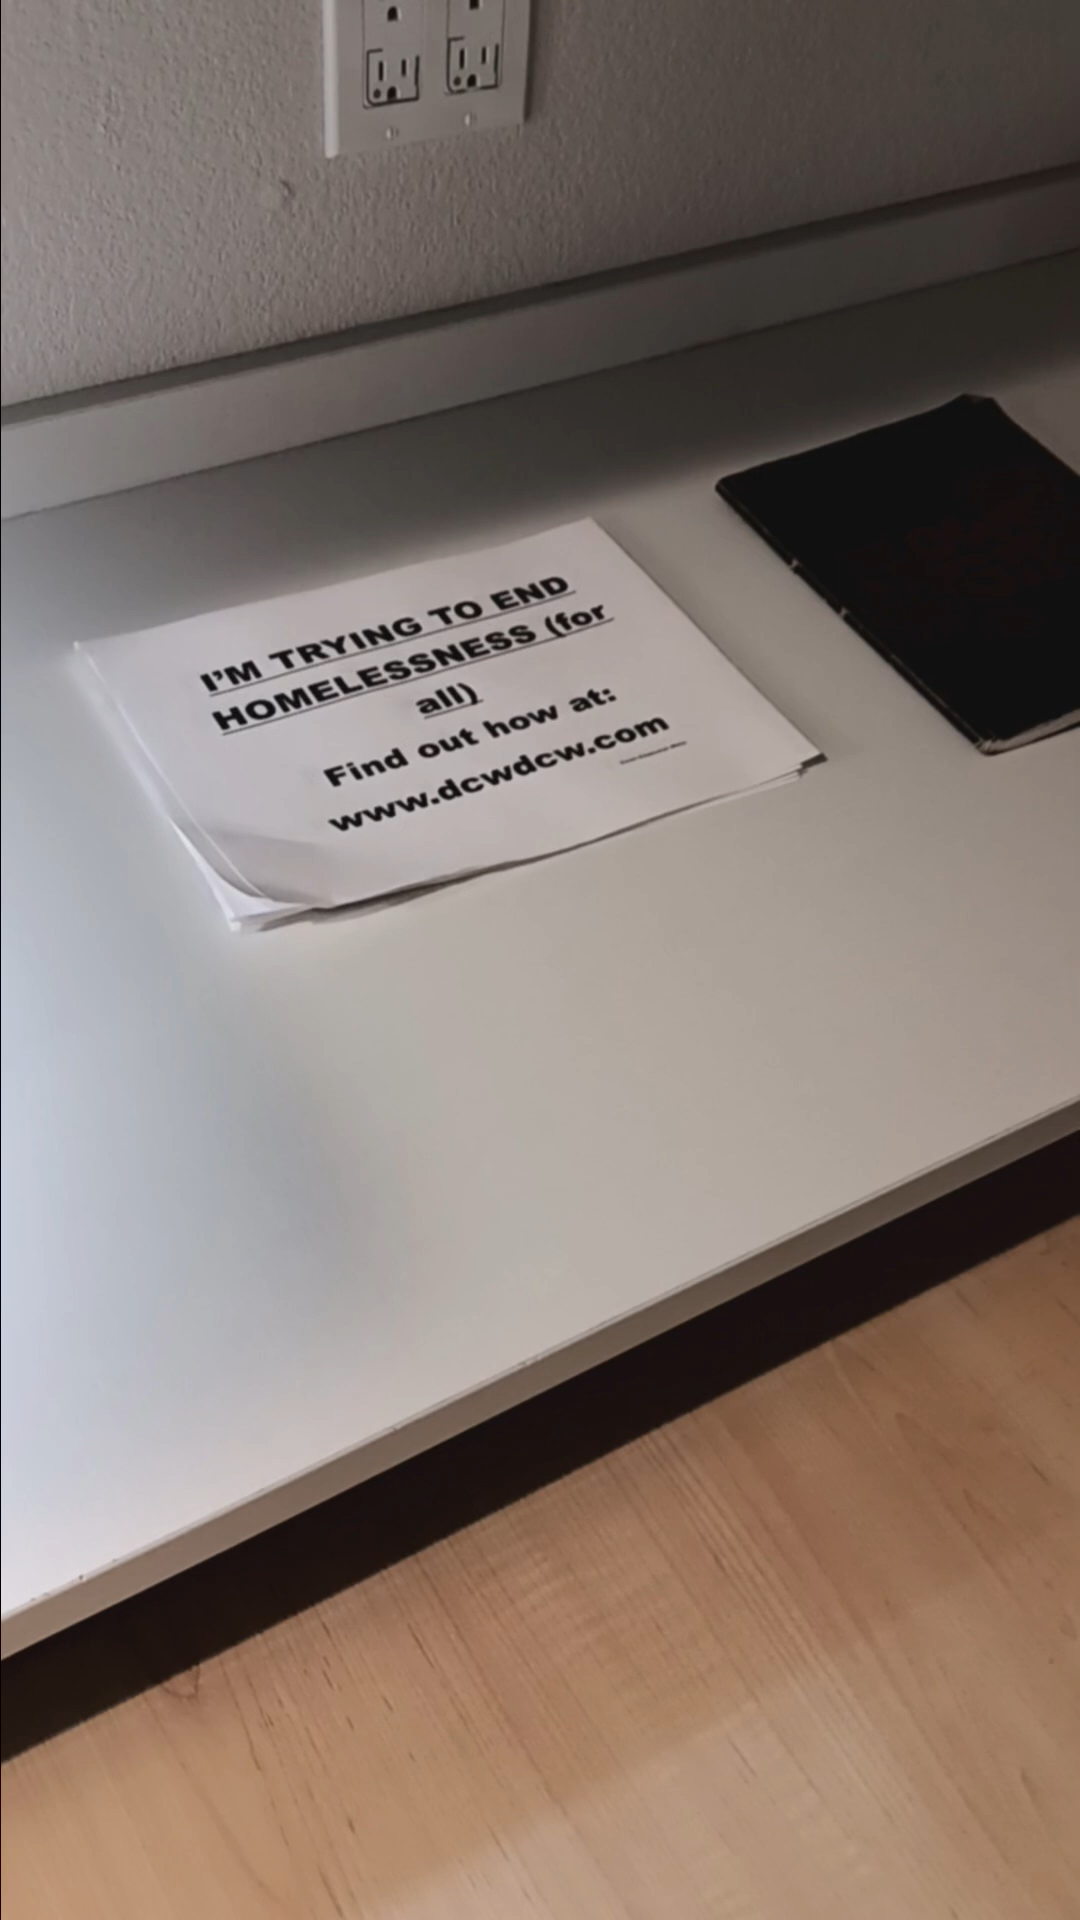 I'M TRYING TO END
HOMELESSNESS (for
all)
Find out how at:
www.dcwdcw.com